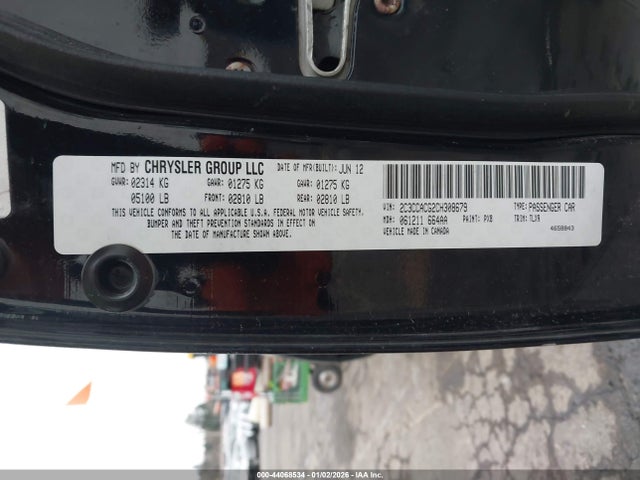 MFD BY CHRYSLER GROUP LLC DATE OF MFR(BUILT): JUN 12
GVWR: 02314 KG GAWR: 01275 KG GAWR: 01275 KG
05100 LB FRONT: 02810 LB REAR: 02810 LB
THIS VEHICLE CONFORMS TO ALL APPLICABLE U.S.A. FEDERAL MOTOR VEHICLE SAFETY,
BUMPER AND THEFT PREVENTION STANDARDS IN EFFECT ON
THE DATE OF MANUFACTURE SHOWN ABOVE.
VIN: 2C3CCACG2CH308679 TYPE: PASSENGER CAR
MDH: 061211 664AA PAINT: PX8 TRIM: TLX9
VEHICLE MADE IN CANADA 4658843
000-44068534 - 01/02/2026 - IAA CA